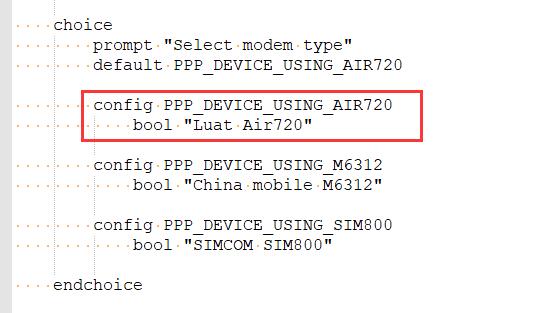 choice
prompt "Select modem type"
default PPP_DEVICE_USING_AIR720
config PPP_DEVICE_USING_AIR720
bool "Luat Air720"
config PPP_DEVICE_USING_M6312
bool "China mobile M6312"
config PPP_DEVICE_USING_SIM800
bool "SIMCOM SIM800"
endchoice